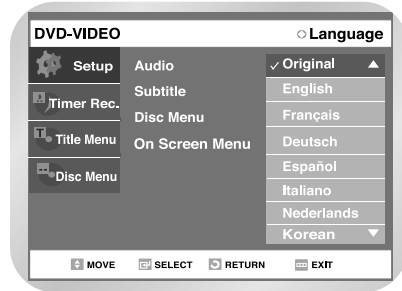 DVD-VIDEO
Language
Setup
Timer Rec.
Title Menu
Disc Menu
Audio
Subtitle
Disc Menu
On Screen Menu
✓ Original ▲
English
Français
Deutsch
Español
Italiano
Nederlands
Korean ▼
MOVE SELECT RETURN EXIT